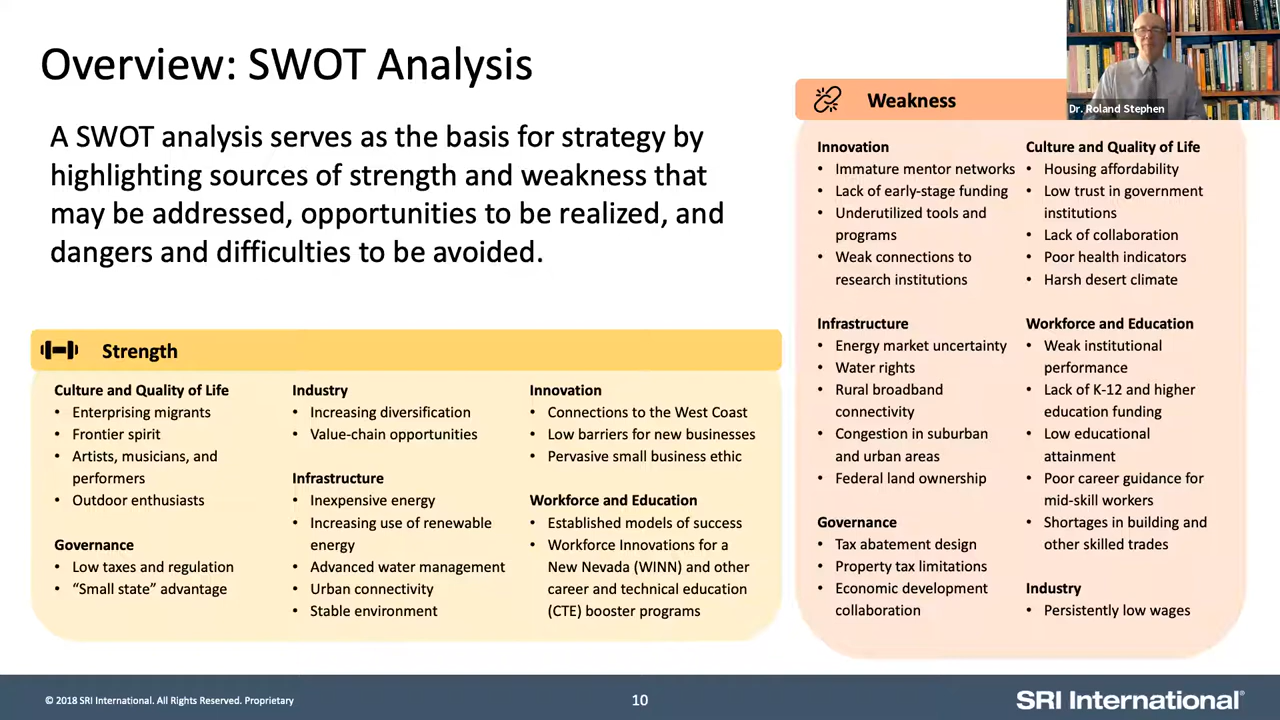 Overview: SWOT Analysis
A SWOT analysis serves as the basis for strategy by
highlighting sources of strength and weakness that
may be addressed, opportunities to be realized, and
dangers and difficulties to be avoided.
Strength
Culture and Quality of Life
• Enterprising migrants
• Frontier spirit
• Artists, musicians, and
performers
• Outdoor enthusiasts
Governance
• Low taxes and regulation
• “Small state” advantage
Industry
• Increasing diversification
• Value-chain opportunities
Infrastructure
• Inexpensive energy
• Increasing use of renewable
energy
• Advanced water management
• Urban connectivity
• Stable environment
Innovation
• Connections to the West Coast
• Low barriers for new businesses
• Pervasive small business ethic
Workforce and Education
• Established models of success
• Workforce Innovations for a
New Nevada (WINN) and other
career and technical education
(CTE) booster programs
Weakness
Innovation
• Immature mentor networks
• Lack of early-stage funding
• Underutilized tools and
programs
• Weak connections to
research institutions
Infrastructure
• Energy market uncertainty
• Water rights
• Rural broadband
connectivity
• Congestion in suburban
and urban areas
• Federal land ownership
Governance
• Tax abatement design
• Property tax limitations
• Economic development
collaboration
Culture and Quality of Life
• Housing affordability
• Low trust in government
institutions
• Lack of collaboration
• Poor health indicators
• Harsh desert climate
Workforce and Education
• Weak institutional
performance
• Lack of K-12 and higher
education funding
• Low educational
attainment
• Poor career guidance for
mid-skill workers
• Shortages in building and
other skilled trades
Industry
• Persistently low wages
Dr. Roland Stephen
© 2018 SRI International. All Rights Reserved. Proprietary
10
SRI International®